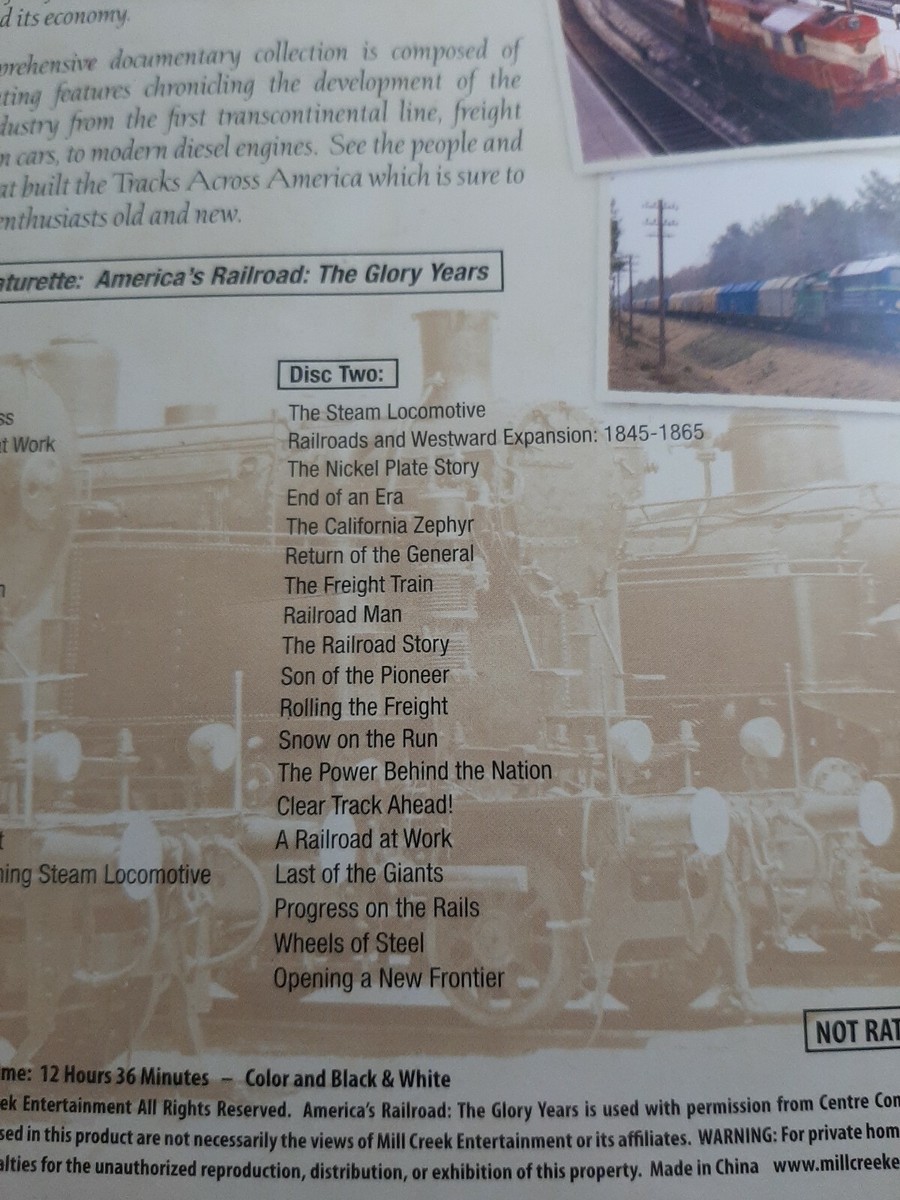 d its economy.
prehensive documentary collection is composed of
ting features chronicling the development of the
dustry from the first transcontinental line, freight
n cars, to modern diesel engines. See the people and
at built the Tracks Across America which is sure to
enthusiasts old and new.
aturette: America's Railroad: The Glory Years
ss
at Work
n
t
ning Steam Locomotive
Disc Two:
The Steam Locomotive
Railroads and Westward Expansion: 1845-1865
The Nickel Plate Story
End of an Era
The California Zephyr
Return of the General
The Freight Train
Railroad Man
The Railroad Story
Son of the Pioneer
Rolling the Freight
Snow on the Run
The Power Behind the Nation
Clear Track Ahead!
A Railroad at Work
Last of the Giants
Progress on the Rails
Wheels of Steel
Opening a New Frontier
NOT RAT
me: 12 Hours 36 Minutes – Color and Black & White
ek Entertainment All Rights Reserved. America's Railroad: The Glory Years is used with permission from Centre Con
sed in this product are not necessarily the views of Mill Creek Entertainment or its affiliates. WARNING: For private hom
alties for the unauthorized reproduction, distribution, or exhibition of this property. Made in China www.millcreeke